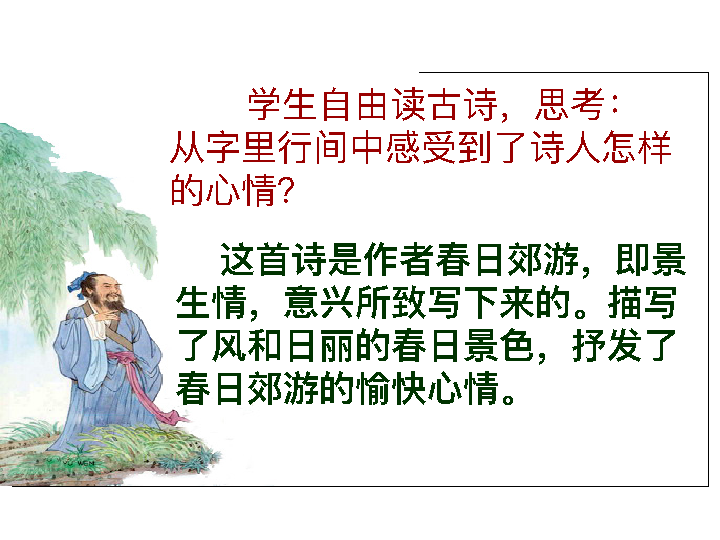 学生自由读古诗，思考：
从字里行间中感受到了诗人怎样
的心情？
这首诗是作者春日郊游，即景
生情，意兴所致写下来的。描写
了风和日丽的春日景色，抒发了
春日郊游的愉快心情。